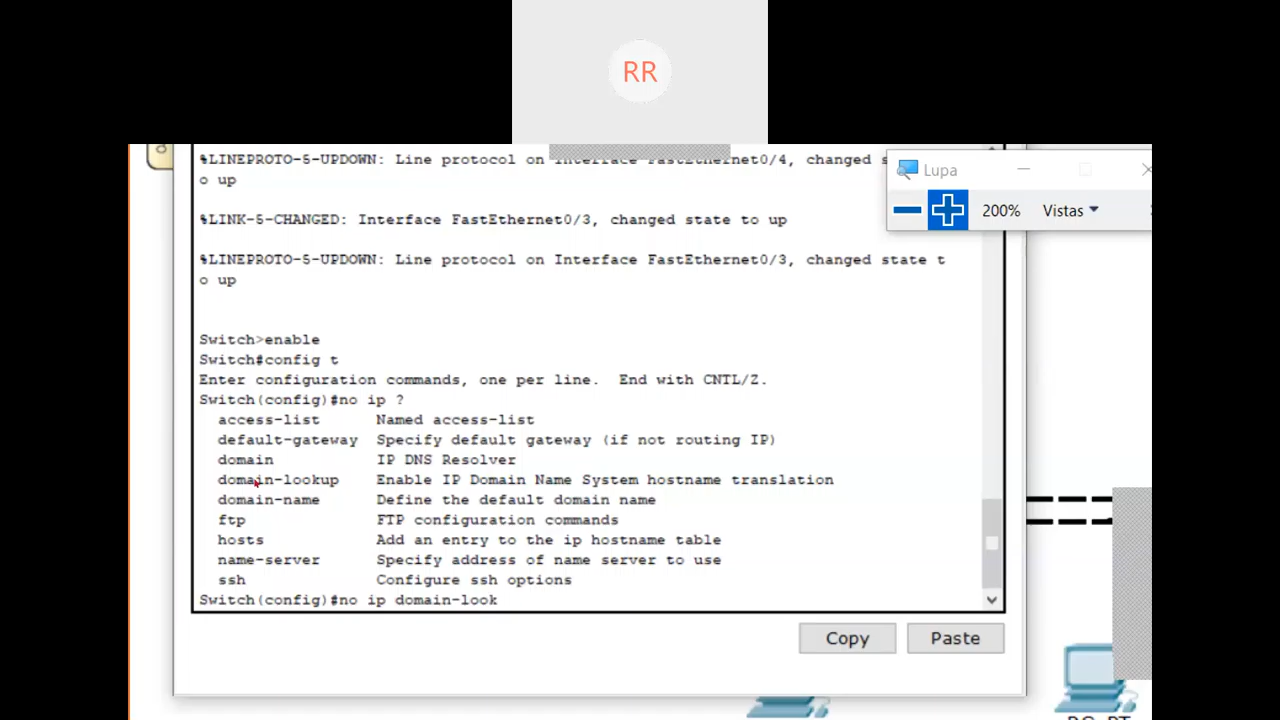 RR
%LINEPROTO-5-UPDOWN: Line protocol on Interface FastEthernet0/4, changed s
o up
Lupa
200%
Vistas
%LINK-5-CHANGED: Interface FastEthernet0/3, changed state to up
%LINEPROTO-5-UPDOWN: Line protocol on Interface FastEthernet0/3, changed state t
o up
Switch>enable
Switch#config t
Enter configuration commands, one per line.  End with CNTL/Z.
Switch(config)#no ip ?
access-list Named access-list
default-gateway Specify default gateway (if not routing IP)
domain IP DNS Resolver
domain-lookup Enable IP Domain Name System hostname translation
domain-name Define the default domain name
ftp FTP configuration commands
hosts Add an entry to the ip hostname table
name-server Specify address of name server to use
ssh Configure ssh options
Switch(config)#no ip domain-look
Copy
Paste